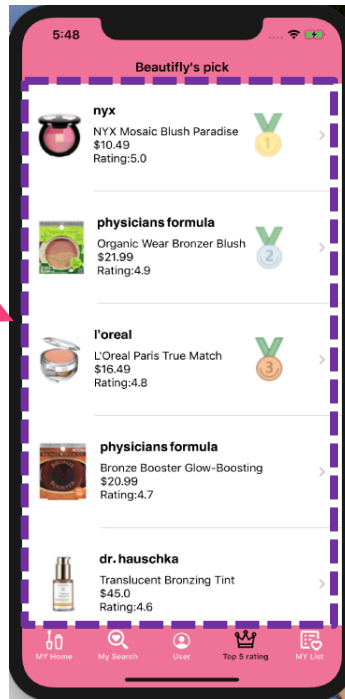 5:48
Beautifly's pick
nyx
NYX Mosaic Blush Paradise
$10.49
Rating:5.0
1
physicians formula
Organic Wear Bronzer Blush
$21.99
Rating:4.9
2
l'oreal
L'Oreal Paris True Match
$16.49
Rating:4.8
3
physicians formula
Bronze Booster Glow-Boosting
$20.99
Rating:4.7
dr. hauschka
Translucent Bronzing Tint
$45.0
Rating:4.6
MY Home
My Search
User
Top 5 rating
MY List